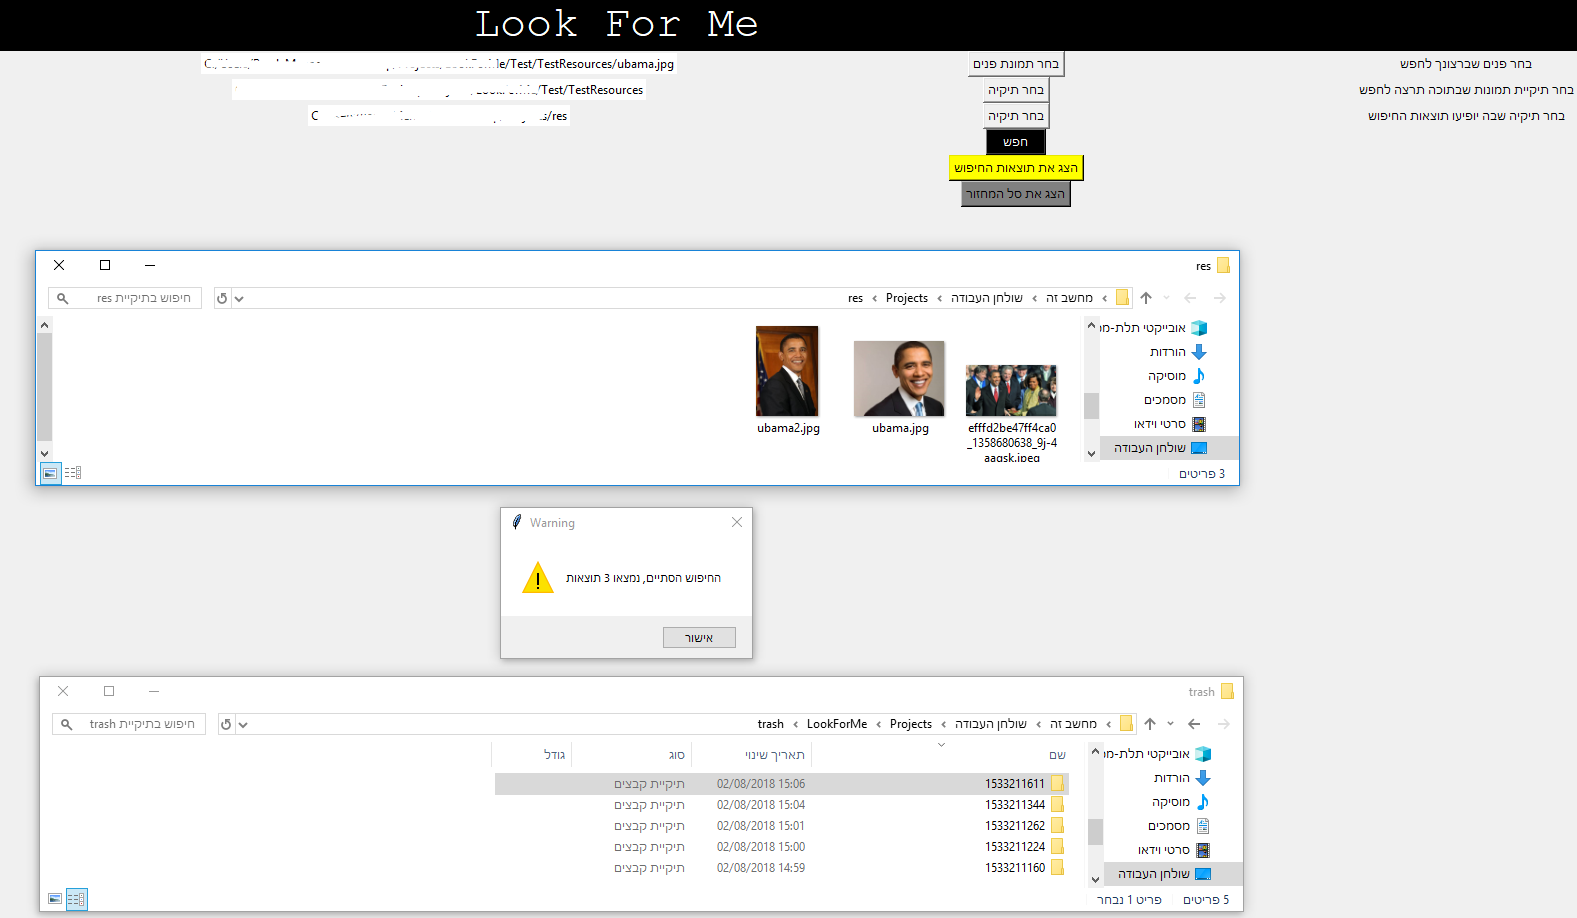 Look For Me
בחר פנים שברצונך לחפש
בחר תמונת פנים
/Test/TestResources/ubama.jpg
בחר תיקיית תמונות שבתוכה תרצה לחפש
בחר תיקיה
/Test/TestResources
בחר תיקיה שבה יופיעו תוצאות החיפוש
בחר תיקיה
/res
חפש
הצג את תוצאות החיפוש
הצג את סל המחזור
res
מחשב זה › שולחן העבודה › Projects › res
חיפוש בתיקיית res
אובייקטי תלת-ממ
הורדות
מוסיקה
מסמכים
סרטי וידאו
שולחן העבודה
efffd2be47ff4ca0
_1358680638_9j-4
aaqsk.jpeg
ubama.jpg
ubama2.jpg
3 פריטים
Warning
החיפוש הסתיים, נמצאו 3 תוצאות
אישור
trash
מחשב זה › שולחן העבודה › Projects › LookForMe › trash
חיפוש בתיקיית trash
אובייקטי תלת-ממ
הורדות
מוסיקה
מסמכים
סרטי וידאו
שולחן העבודה
שם תאריך שינוי סוג גודל
1533211611 02/08/2018 15:06 תיקיית קבצים
1533211344 02/08/2018 15:04 תיקיית קבצים
1533211262 02/08/2018 15:01 תיקיית קבצים
1533211224 02/08/2018 15:00 תיקיית קבצים
1533211160 02/08/2018 14:59 תיקיית קבצים
5 פריטים פריט 1 נבחר